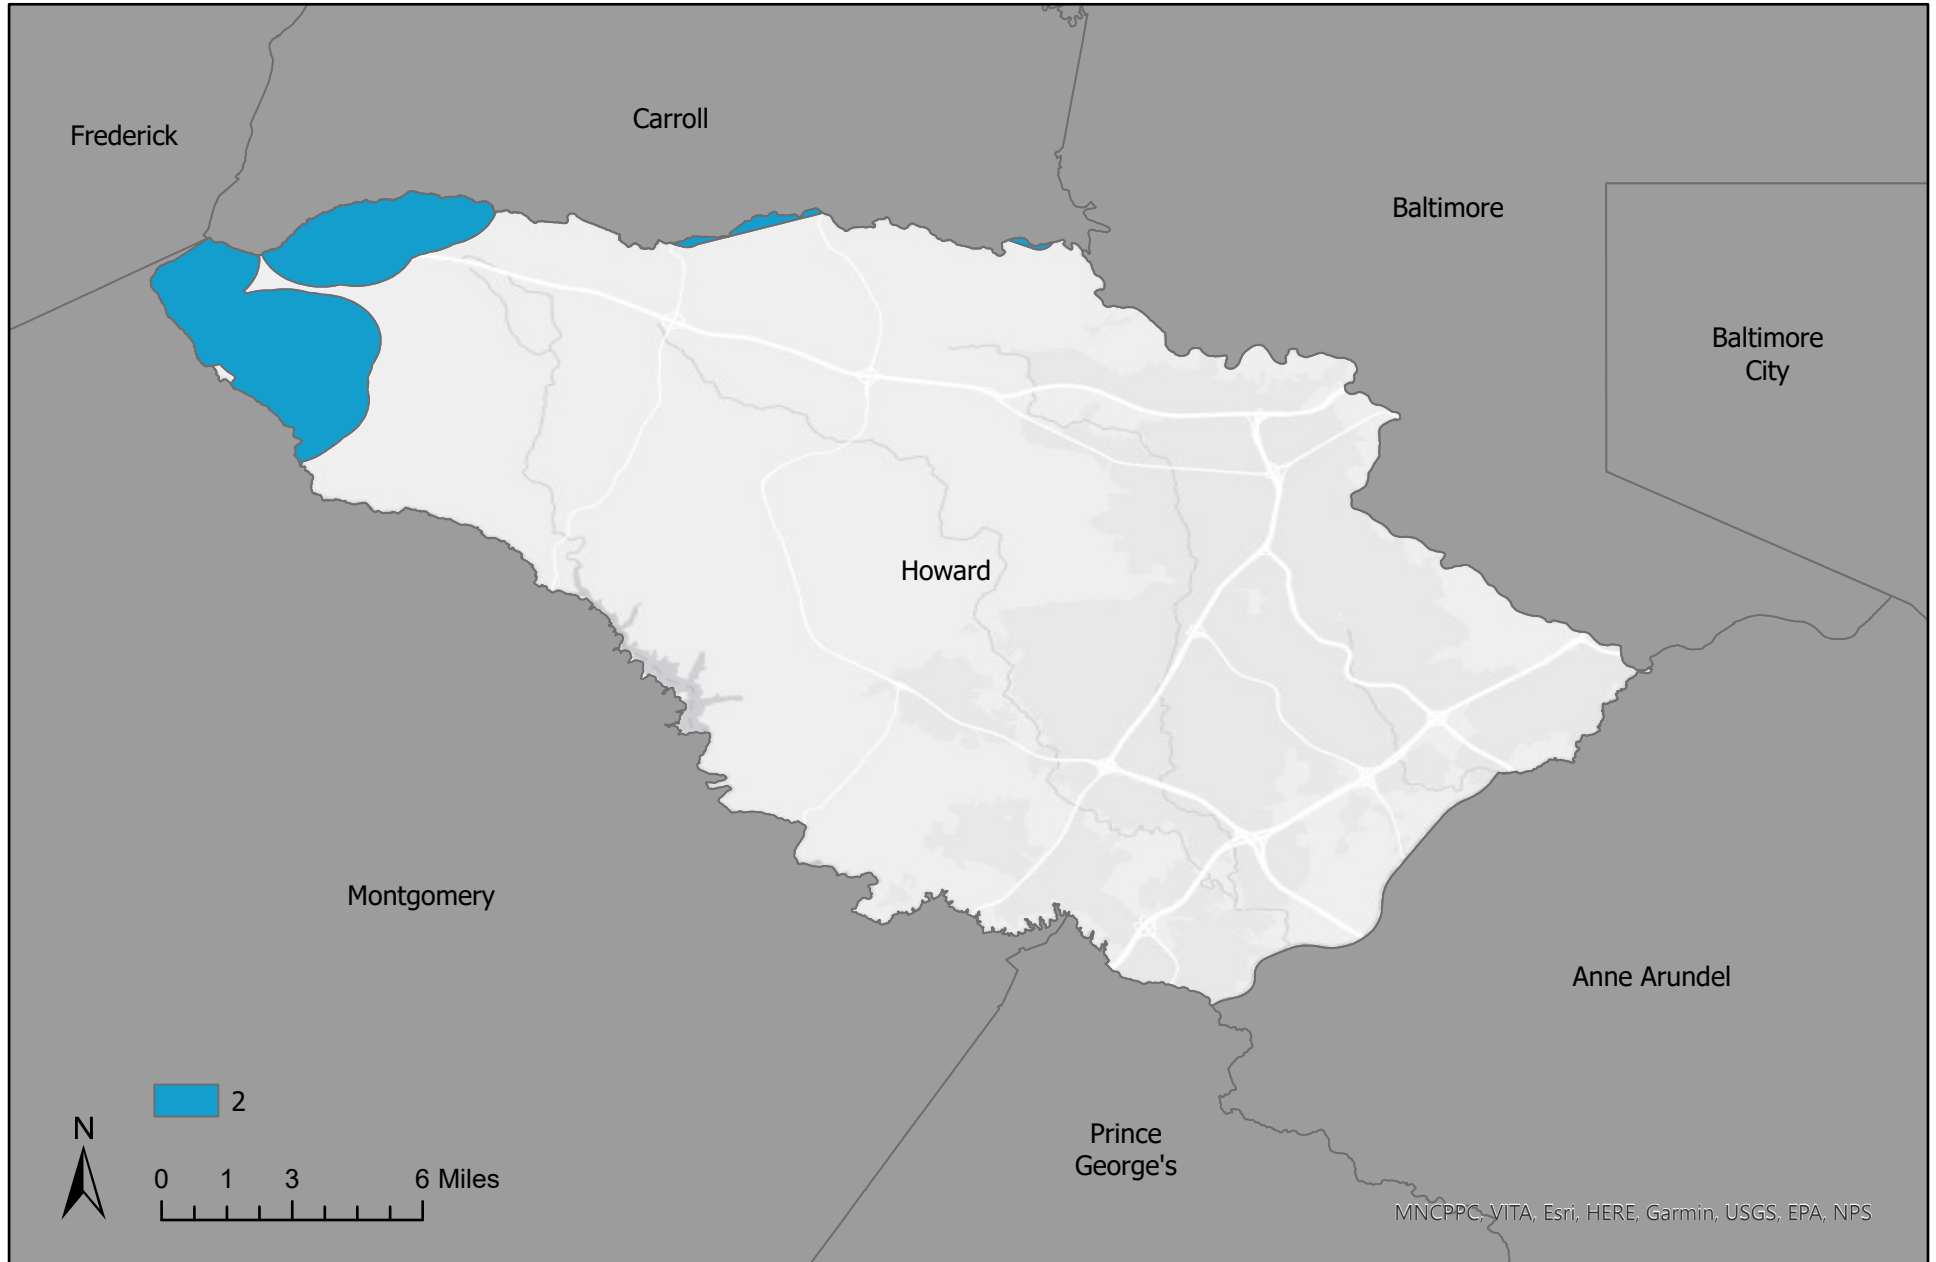 Frederick
Carroll
Baltimore
Baltimore
City
Howard
Montgomery
Anne Arundel
Prince
George's
2
N
0 1 3 6 Miles
MNCPPC, VITA, Esri, HERE, Garmin, USGS, EPA, NPS